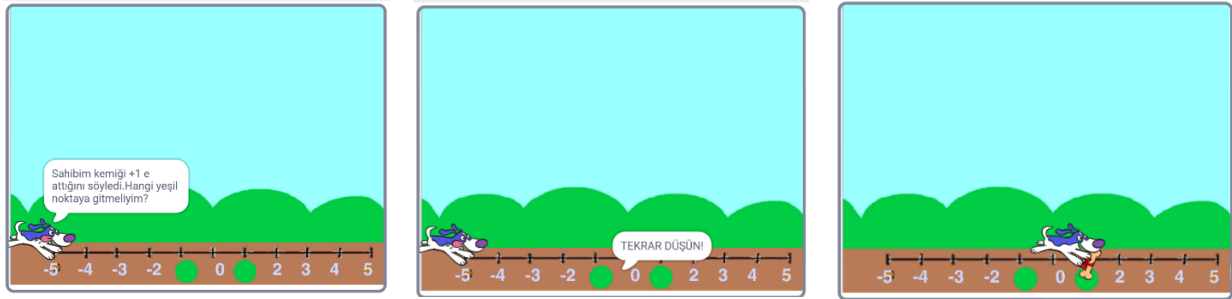 Sahibim kemiği +1 e
attığını söyledi.Hangi yeşil
noktaya gitmeliyim?
-5 -4 -3 -2 0 2 3 4 5
TEKRAR DÜŞÜN!
-5 -4 -3 -2 0 2 3 4 5
-5 -4 -3 -2 0 2 3 4 5